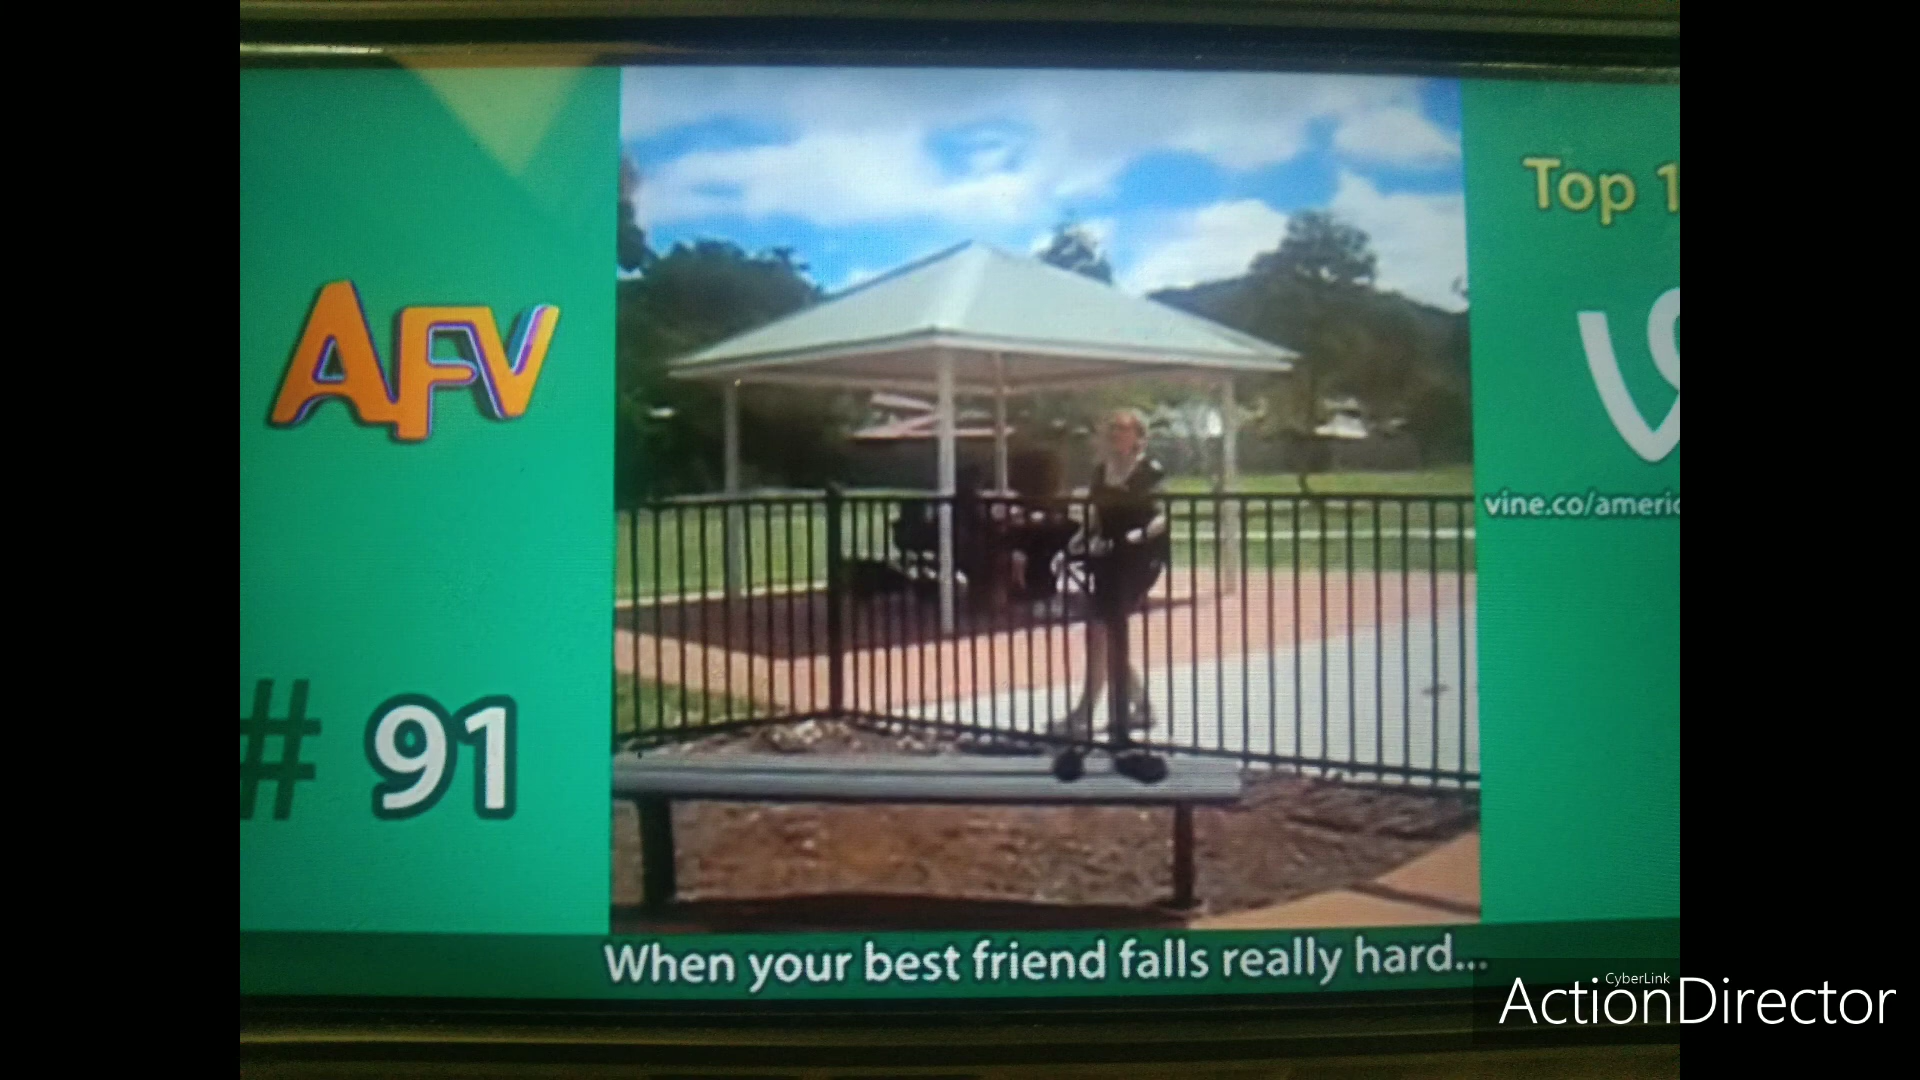 AFV
Top 1
vine.co/americ
# 91
When your best friend falls really hard...
CyberLink
ActionDirector